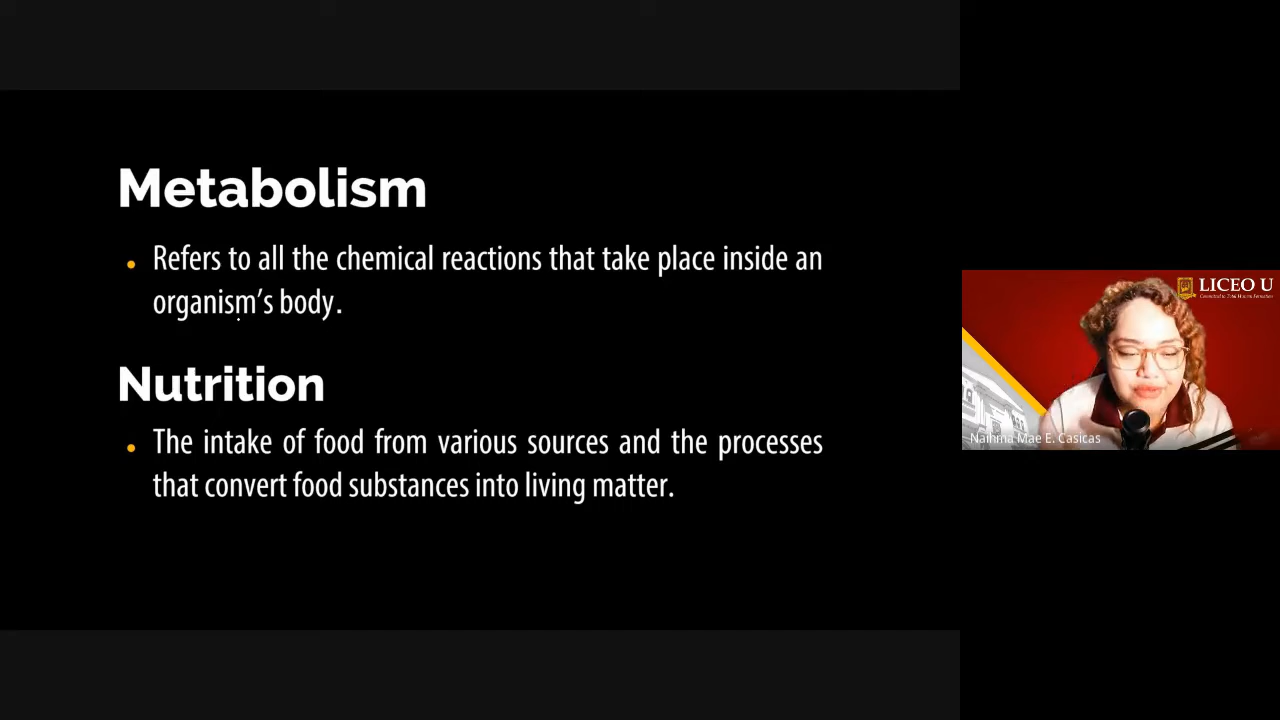 Metabolism
• Refers to all the chemical reactions that take place inside an
organism's body.
Nutrition
• The intake of food from various sources and the processes
that convert food substances into living matter.
LICEO U
Naihma Mae E. Casicas